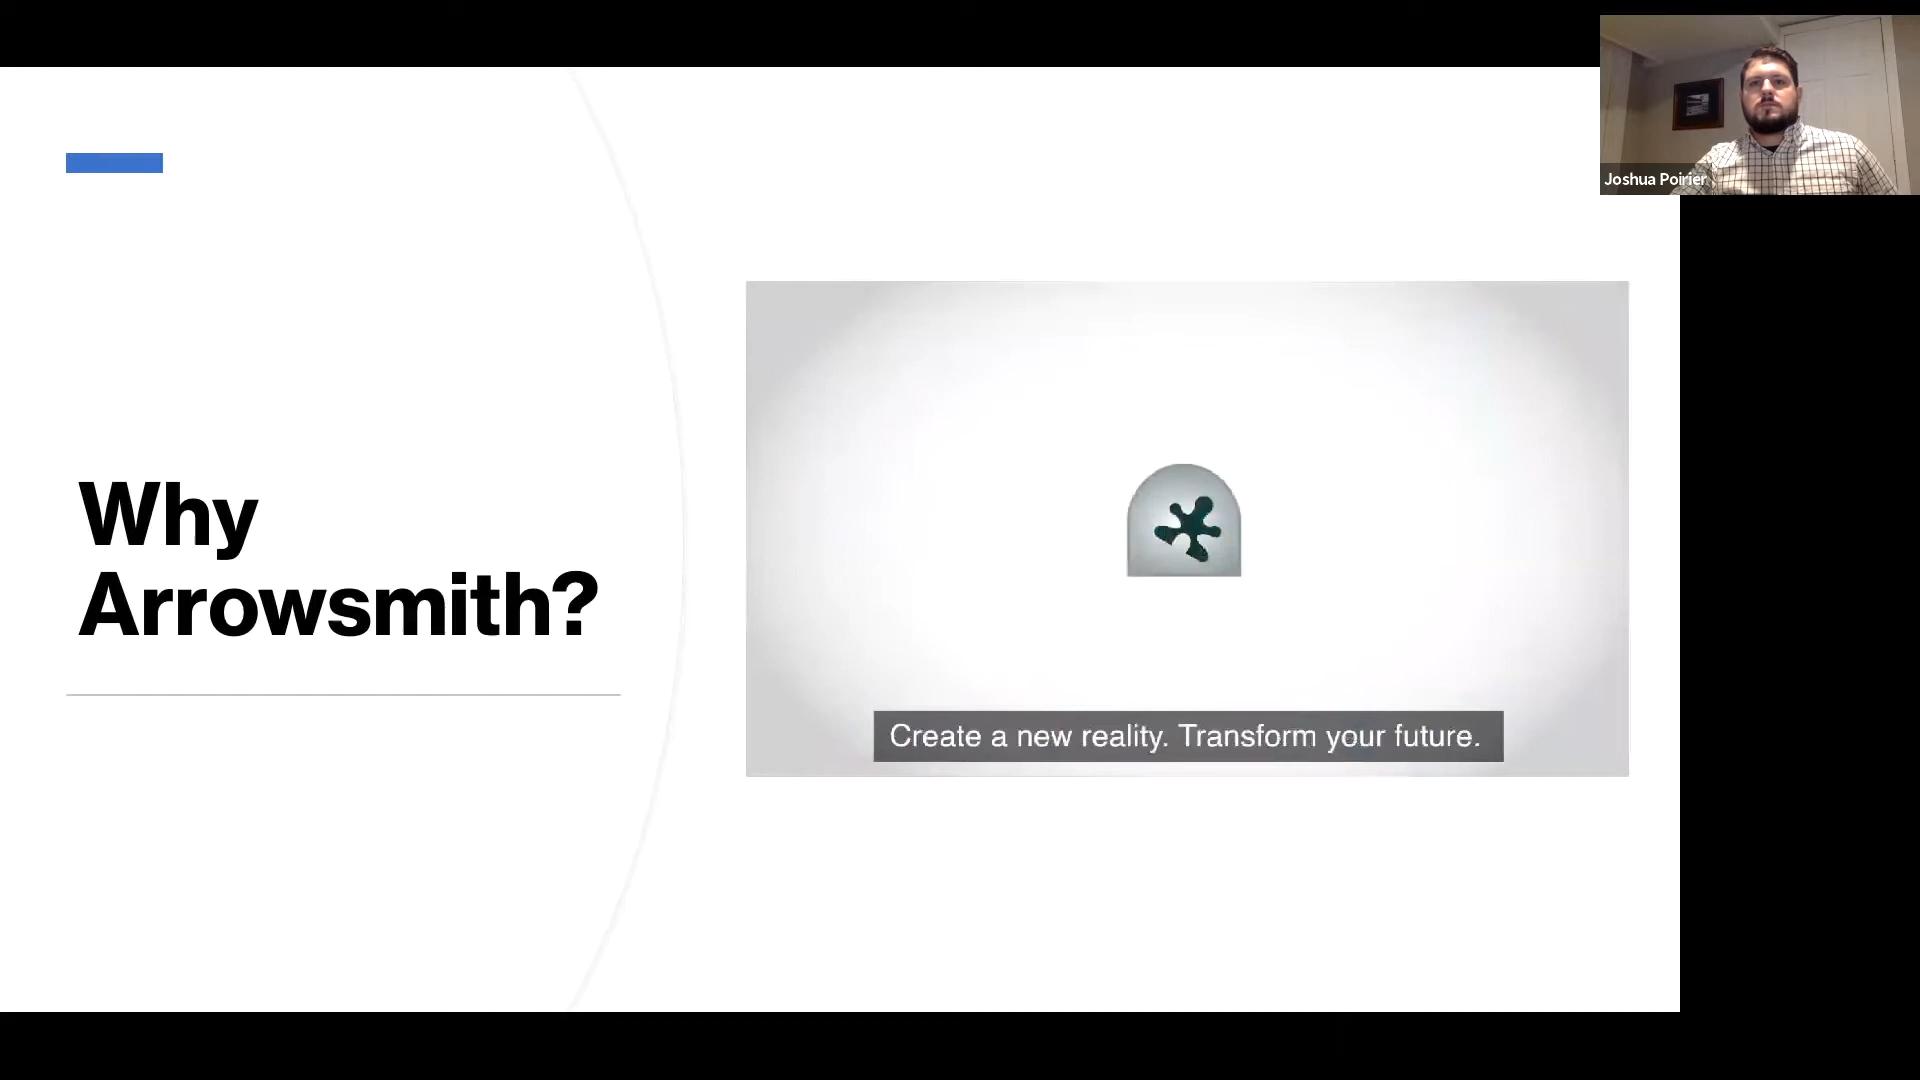 Joshua Poirier
Why
Arrowsmith?
Create a new reality. Transform your future.